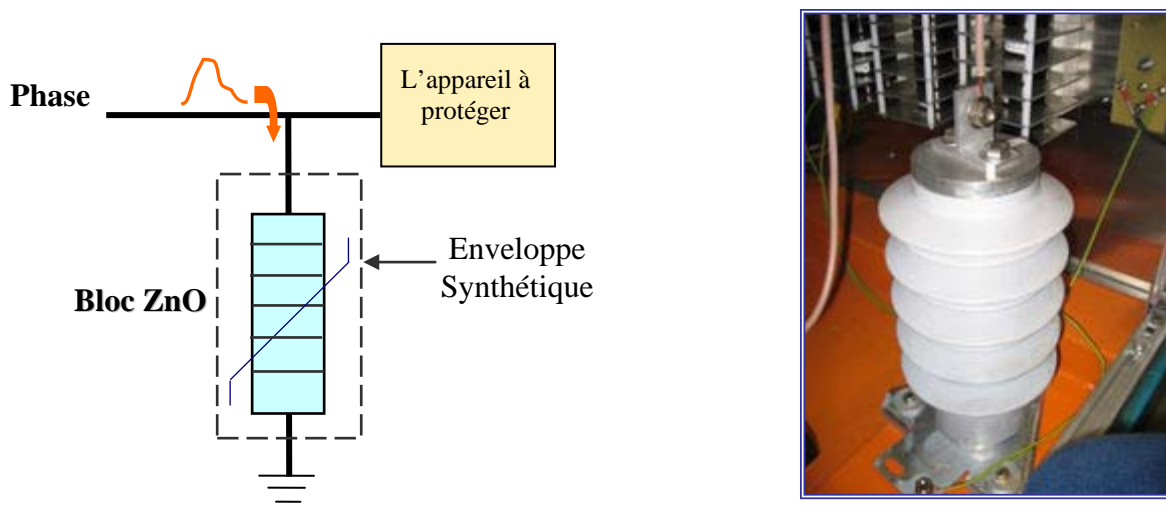 Phase
L'appareil à
protéger
Bloc ZnO
Enveloppe
Synthétique